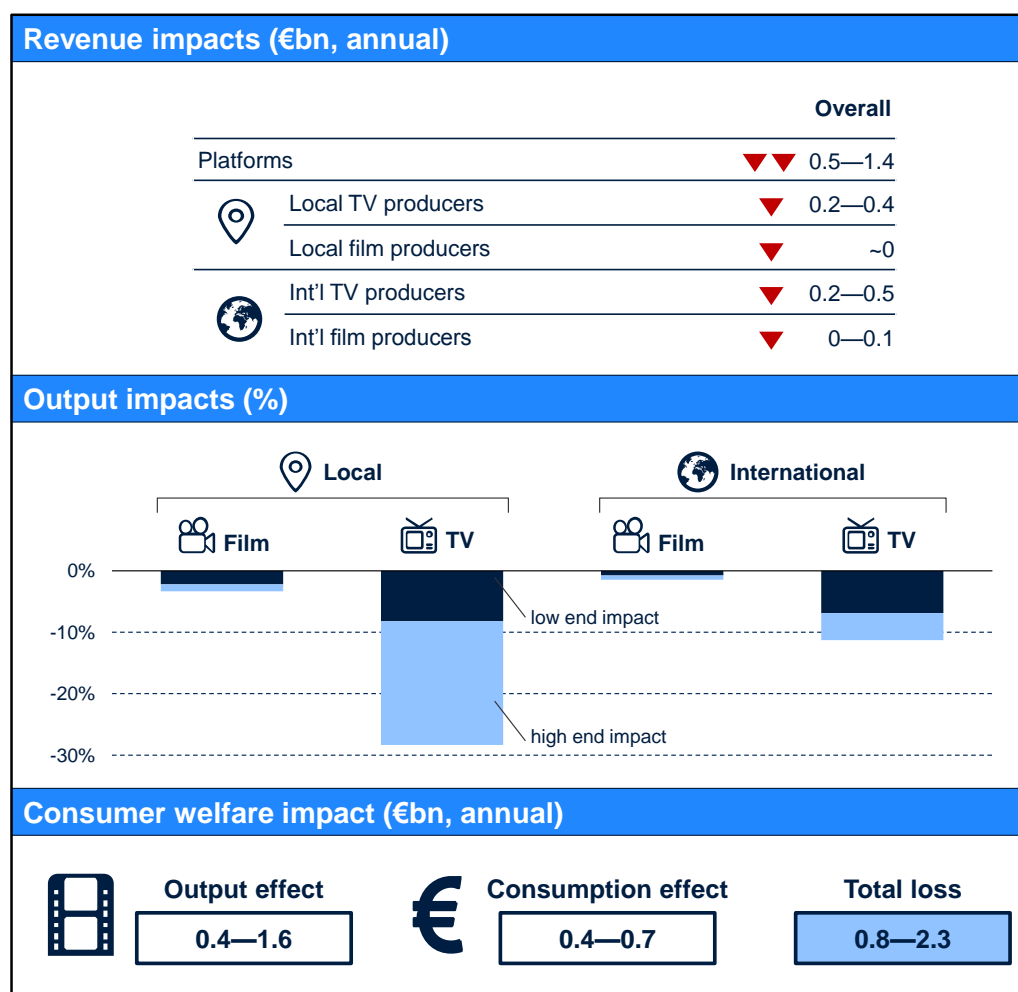 Revenue impacts (€bn, annual)
Overall
Platforms 0.5—1.4
Local TV producers 0.2—0.4
Local film producers ~0
Int'l TV producers 0.2—0.5
Int'l film producers 0—0.1
Output impacts (%)
Local International
Film TV Film TV
0%
low end impact
-10%
-20%
high end impact
-30%
Consumer welfare impact (€bn, annual)
Output effect Consumption effect Total loss
€
0.4—1.6 0.4—0.7 0.8—2.3